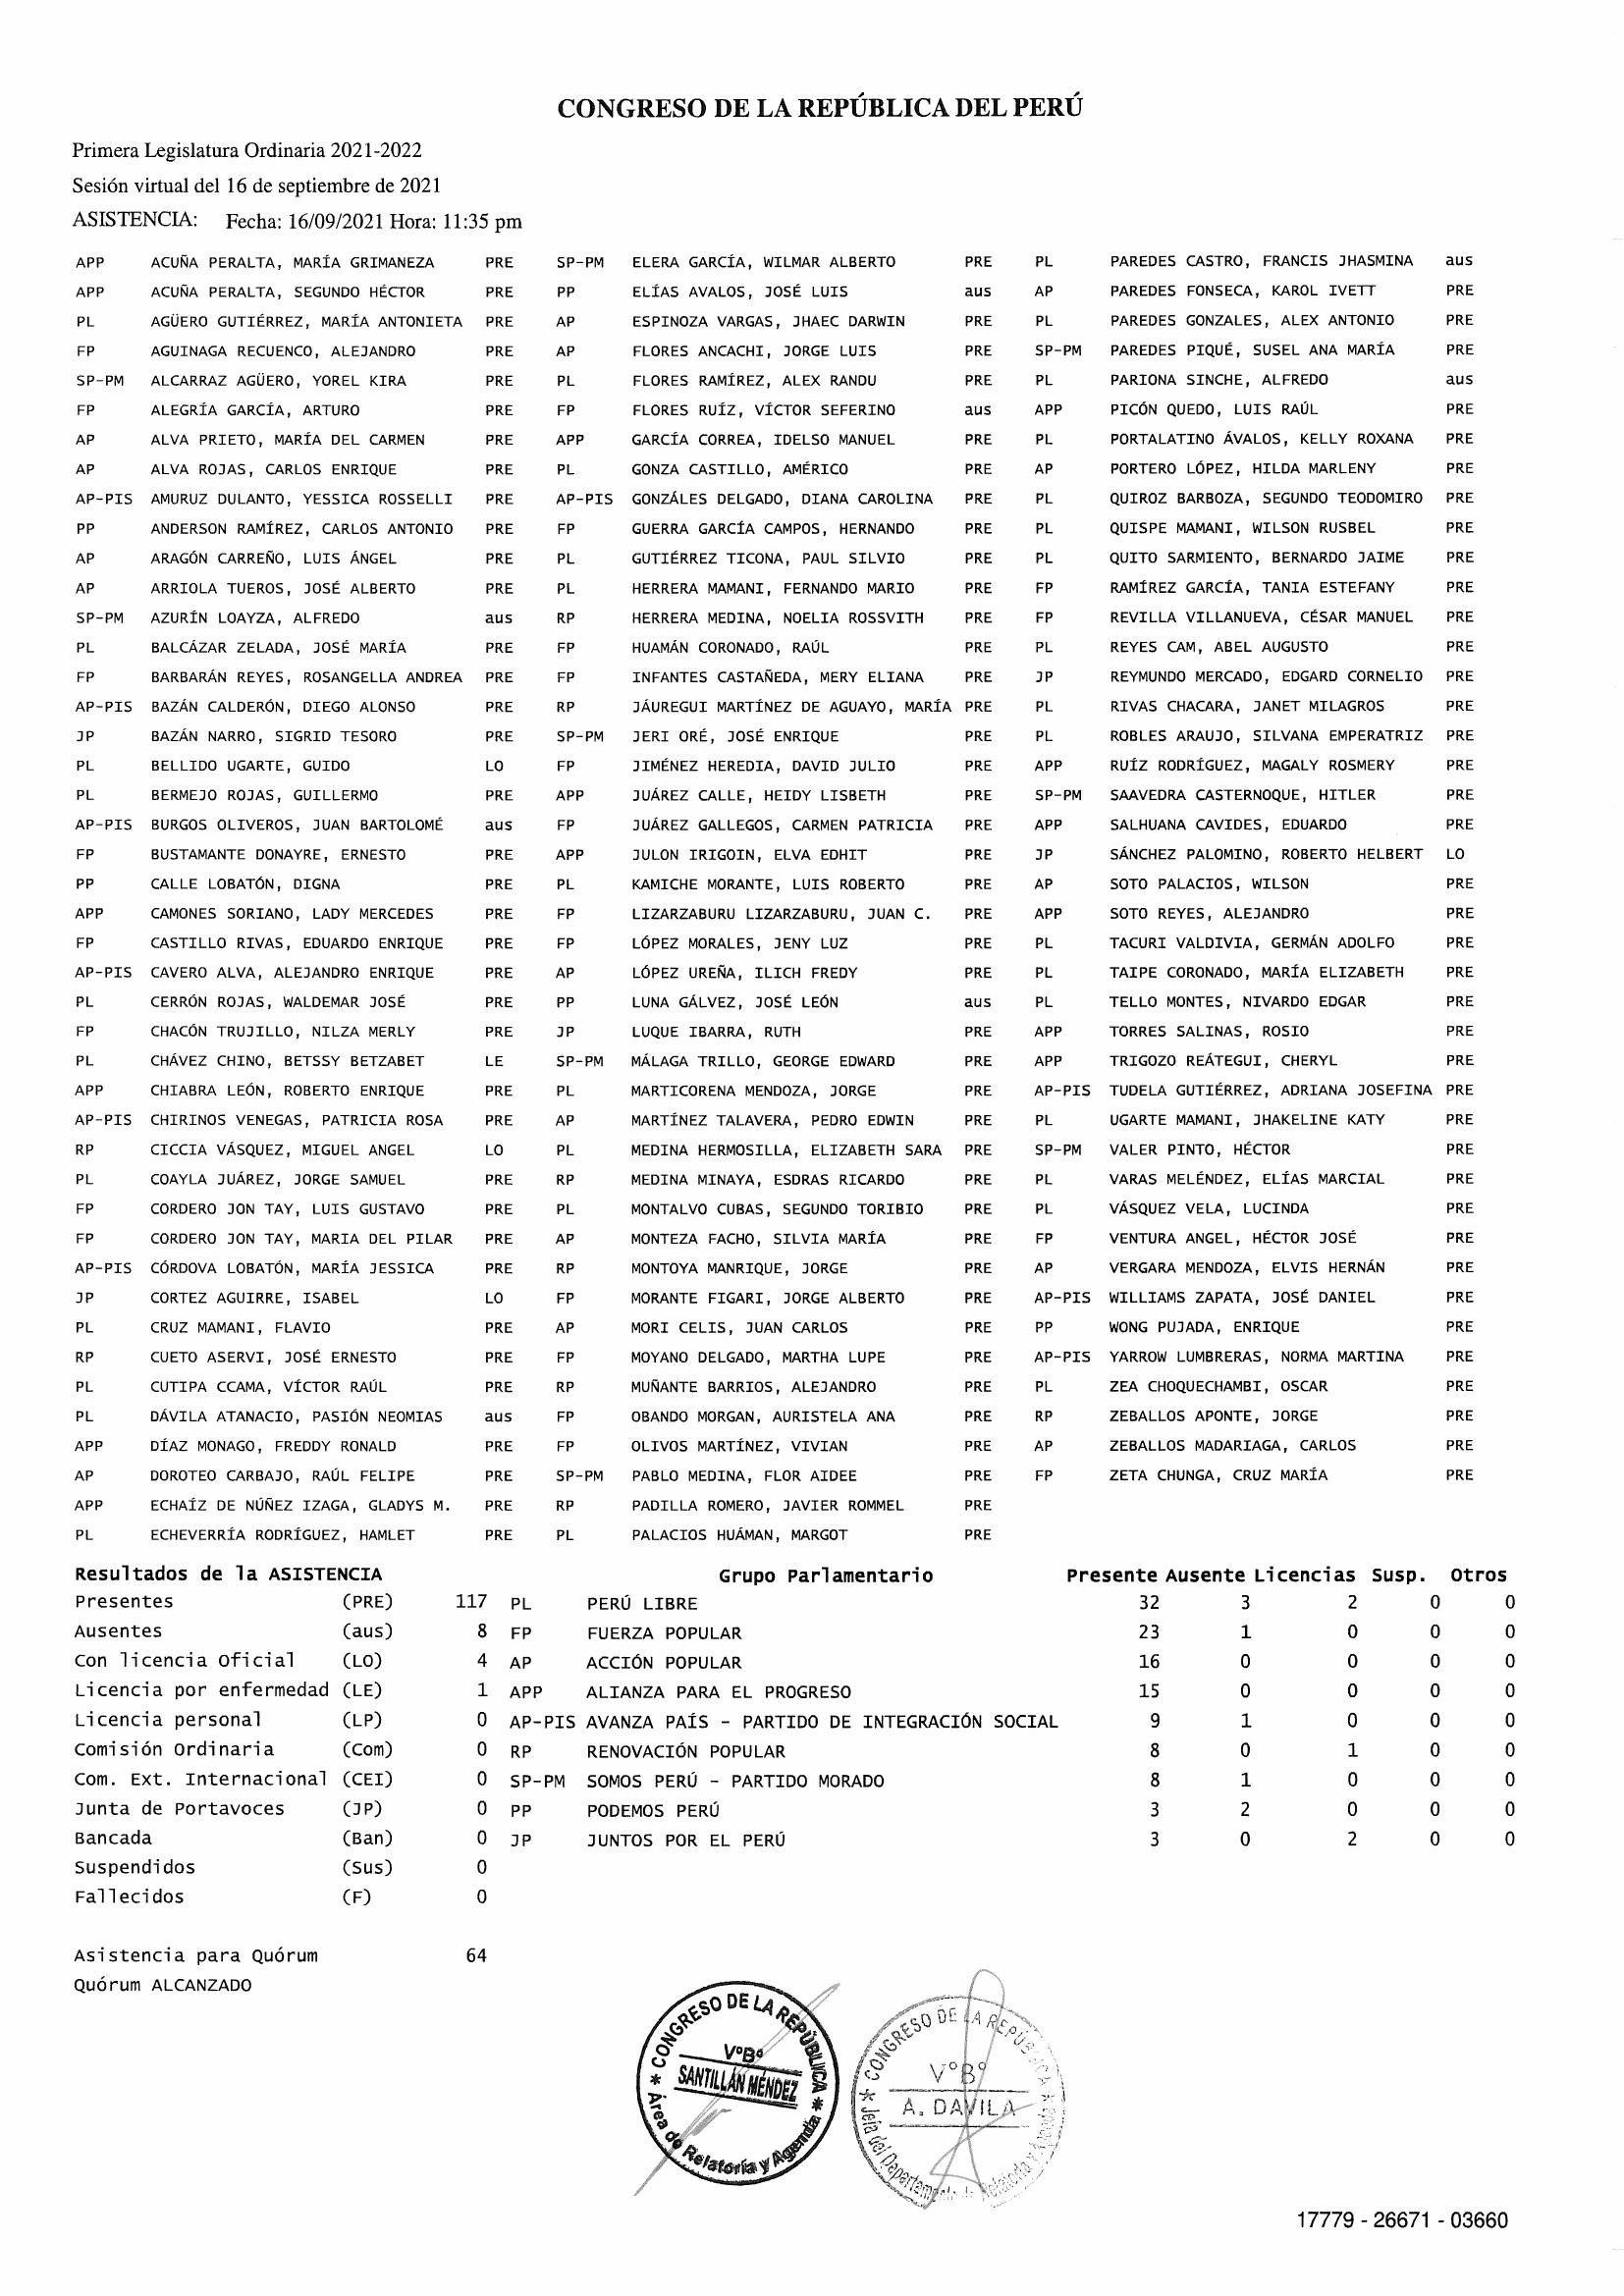 CONGRESO DE LA REPÚBLICA DEL PERÚ
Primera Legislatura Ordinaria 2021-2022
Sesión virtual del 16 de septiembre de 2021
ASISTENCIA: Fecha: 16/09/2021 Hora: 11:35 pm
APP ACUÑA PERALTA, MARÍA GRIMANEZA PRE SP-PM ELERA GARCÍA, WILMAR ALBERTO PRE PL PAREDES CASTRO, FRANCIS JHASMINA aus
APP ACUÑA PERALTA, SEGUNDO HÉCTOR PRE PP ELÍAS AVALOS, JOSÉ LUIS aus AP PAREDES FONSECA, KAROL IVETT PRE
PL AGÜERO GUTIÉRREZ, MARÍA ANTONIETA PRE AP ESPINOZA VARGAS, JHAEC DARWIN PRE PL PAREDES GONZALES, ALEX ANTONIO PRE
FP AGUINAGA RECUENCO, ALEJANDRO PRE AP FLORES ANCACHI, JORGE LUIS PRE SP-PM PAREDES PIQUÉ, SUSEL ANA MARÍA PRE
SP-PM ALCARRAZ AGÜERO, YOREL KIRA PRE PL FLORES RAMÍREZ, ALEX RANDU PRE PL PARIONA SINCHE, ALFREDO aus
FP ALEGRÍA GARCÍA, ARTURO PRE FP FLORES RUÍZ, VÍCTOR SEFERINO aus APP PICÓN QUEDO, LUIS RAÚL PRE
AP ALVA PRIETO, MARÍA DEL CARMEN PRE APP GARCÍA CORREA, IDELSO MANUEL PRE PL PORTALATINO ÁVALOS, KELLY ROXANA PRE
AP ALVA ROJAS, CARLOS ENRIQUE PRE PL GONZA CASTILLO, AMÉRICO PRE AP PORTERO LÓPEZ, HILDA MARLENY PRE
AP-PIS AMURUZ DULANTO, YESSICA ROSSELLI PRE AP-PIS GONZÁLES DELGADO, DIANA CAROLINA PRE PL QUIROZ BARBOZA, SEGUNDO TEODOMIRO PRE
PP ANDERSON RAMÍREZ, CARLOS ANTONIO PRE FP GUERRA GARCÍA CAMPOS, HERNANDO PRE PL QUISPE MAMANI, WILSON RUSBEL PRE
AP ARAGÓN CARREÑO, LUIS ÁNGEL PRE PL GUTIÉRREZ TICONA, PAUL SILVIO PRE PL QUITO SARMIENTO, BERNARDO JAIME PRE
AP ARRIOLA TUEROS, JOSÉ ALBERTO PRE PL HERRERA MAMANI, FERNANDO MARIO PRE FP RAMÍREZ GARCÍA, TANIA ESTEFANY PRE
SP-PM AZURÍN LOAYZA, ALFREDO aus RP HERRERA MEDINA, NOELIA ROSSVITH PRE FP REVILLA VILLANUEVA, CÉSAR MANUEL PRE
PL BALCÁZAR ZELADA, JOSÉ MARÍA PRE FP HUAMÁN CORONADO, RAÚL PRE PL REYES CAM, ABEL AUGUSTO PRE
FP BARBARÁN REYES, ROSANGELLA ANDREA PRE FP INFANTES CASTAÑEDA, MERY ELIANA PRE JP REYMUNDO MERCADO, EDGARD CORNELIO PRE
AP-PIS BAZÁN CALDERÓN, DIEGO ALONSO PRE RP JÁUREGUI MARTÍNEZ DE AGUAYO, MARÍA PRE PL RIVAS CHACARA, JANET MILAGROS PRE
JP BAZÁN NARRO, SIGRID TESORO PRE SP-PM JERI ORÉ, JOSÉ ENRIQUE PRE PL ROBLES ARAUJO, SILVANA EMPERATRIZ PRE
PL BELLIDO UGARTE, GUIDO LO FP JIMÉNEZ HEREDIA, DAVID JULIO PRE APP RUÍZ RODRÍGUEZ, MAGALY ROSMERY PRE
PL BERMEJO ROJAS, GUILLERMO PRE APP JUÁREZ CALLE, HEIDY LISBETH PRE SP-PM SAAVEDRA CASTERNOQUE, HITLER PRE
AP-PIS BURGOS OLIVEROS, JUAN BARTOLOMÉ aus FP JUÁREZ GALLEGOS, CARMEN PATRICIA PRE APP SALHUANA CAVIDES, EDUARDO PRE
FP BUSTAMANTE DONAYRE, ERNESTO PRE APP JULON IRIGOIN, ELVA EDHIT PRE JP SÁNCHEZ PALOMINO, ROBERTO HELBERT LO
PP CALLE LOBATÓN, DIGNA PRE PL KAMICHE MORANTE, LUIS ROBERTO PRE AP SOTO PALACIOS, WILSON PRE
APP CAMONES SORIANO, LADY MERCEDES PRE FP LIZARZABURU LIZARZABURU, JUAN C. PRE APP SOTO REYES, ALEJANDRO PRE
FP CASTILLO RIVAS, EDUARDO ENRIQUE PRE FP LÓPEZ MORALES, JENY LUZ PRE PL TACURI VALDIVIA, GERMÁN ADOLFO PRE
AP-PIS CAVERO ALVA, ALEJANDRO ENRIQUE PRE AP LÓPEZ UREÑA, ILICH FREDY PRE PL TAIPE CORONADO, MARÍA ELIZABETH PRE
PL CERRÓN ROJAS, WALDEMAR JOSÉ PRE PP LUNA GÁLVEZ, JOSÉ LEÓN aus PL TELLO MONTES, NIVARDO EDGAR PRE
FP CHACÓN TRUJILLO, NILZA MERLY PRE JP LUQUE IBARRA, RUTH PRE APP TORRES SALINAS, ROSIO PRE
PL CHÁVEZ CHINO, BETSSY BETZABET LE SP-PM MÁLAGA TRILLO, GEORGE EDWARD PRE APP TRIGOZO REÁTEGUI, CHERYL PRE
APP CHIABRA LEÓN, ROBERTO ENRIQUE PRE PL MARTICORENA MENDOZA, JORGE PRE AP-PIS TUDELA GUTIÉRREZ, ADRIANA JOSEFINA PRE
AP-PIS CHIRINOS VENEGAS, PATRICIA ROSA PRE AP MARTÍNEZ TALAVERA, PEDRO EDWIN PRE PL UGARTE MAMANI, JHAKELINE KATY PRE
RP CICCIA VÁSQUEZ, MIGUEL ANGEL LO PL MEDINA HERMOSILLA, ELIZABETH SARA PRE SP-PM VALER PINTO, HÉCTOR PRE
PL COAYLA JUÁREZ, JORGE SAMUEL PRE RP MEDINA MINAYA, ESDRAS RICARDO PRE PL VARAS MELÉNDEZ, ELÍAS MARCIAL PRE
FP CORDERO JON TAY, LUIS GUSTAVO PRE PL MONTALVO CUBAS, SEGUNDO TORIBIO PRE PL VÁSQUEZ VELA, LUCINDA PRE
FP CORDERO JON TAY, MARIA DEL PILAR PRE AP MONTEZA FACHO, SILVIA MARÍA PRE FP VENTURA ANGEL, HÉCTOR JOSÉ PRE
AP-PIS CÓRDOVA LOBATÓN, MARÍA JESSICA PRE RP MONTOYA MANRIQUE, JORGE PRE AP VERGARA MENDOZA, ELVIS HERNÁN PRE
JP CORTEZ AGUIRRE, ISABEL LO FP MORANTE FIGARI, JORGE ALBERTO PRE AP-PIS WILLIAMS ZAPATA, JOSÉ DANIEL PRE
PL CRUZ MAMANI, FLAVIO PRE AP MORI CELIS, JUAN CARLOS PRE PP WONG PUJADA, ENRIQUE PRE
RP CUETO ASERVI, JOSÉ ERNESTO PRE FP MOYANO DELGADO, MARTHA LUPE PRE AP-PIS YARROW LUMBRERAS, NORMA MARTINA PRE
PL CUTIPA CCAMA, VÍCTOR RAÚL PRE RP MUÑANTE BARRIOS, ALEJANDRO PRE PL ZEA CHOQUECHAMBI, OSCAR PRE
PL DÁVILA ATANACIO, PASIÓN NEOMIAS aus FP OBANDO MORGAN, AURISTELA ANA PRE RP ZEBALLOS APONTE, JORGE PRE
APP DÍAZ MONAGO, FREDDY RONALD PRE FP OLIVOS MARTÍNEZ, VIVIAN PRE AP ZEBALLOS MADARIAGA, CARLOS PRE
AP DOROTEO CARBAJO, RAÚL FELIPE PRE SP-PM PABLO MEDINA, FLOR AIDEE PRE FP ZETA CHUNGA, CRUZ MARÍA PRE
APP ECHAÍZ DE NÚÑEZ IZAGA, GLADYS M. PRE RP PADILLA ROMERO, JAVIER ROMMEL PRE
PL ECHEVERRÍA RODRÍGUEZ, HAMLET PRE PL PALACIOS HUÁMAN, MARGOT PRE
Resultados de la ASISTENCIA Grupo Parlamentario Presente Ausente Licencias Susp. Otros
Presentes (PRE) 117 PL PERÚ LIBRE 32 3 2 0 0
Ausentes (aus) 8 FP FUERZA POPULAR 23 1 0 0 0
Con licencia Oficial (LO) 4 AP ACCIÓN POPULAR 16 0 0 0 0
Licencia por enfermedad (LE) 1 APP ALIANZA PARA EL PROGRESO 15 0 0 0 0
Licencia personal (LP) 0 AP-PIS AVANZA PAÍS - PARTIDO DE INTEGRACIÓN SOCIAL 9 1 0 0 0
Comisión Ordinaria (Com) 0 RP RENOVACIÓN POPULAR 8 0 1 0 0
Com. Ext. Internacional (CEI) 0 SP-PM SOMOS PERÚ - PARTIDO MORADO 8 1 0 0 0
Junta de Portavoces (JP) 0 PP PODEMOS PERÚ 3 2 0 0 0
Bancada (Ban) 0 JP JUNTOS POR EL PERÚ 3 0 2 0 0
Suspendidos (Sus) 0
Fallecidos (F) 0
Asistencia para Quórum 64
Quórum ALCANZADO
* CONGRESO DE LA REPÚBLICA *
V°B°
SANTILLÁN MÉNDEZ
Área de Relatoría y Agenda
* CONGRESO DE LA REPÚBLICA *
V°B°
A. DAVILA
Jefa del Departamento de Relatoría y
17779 - 26671 - 03660